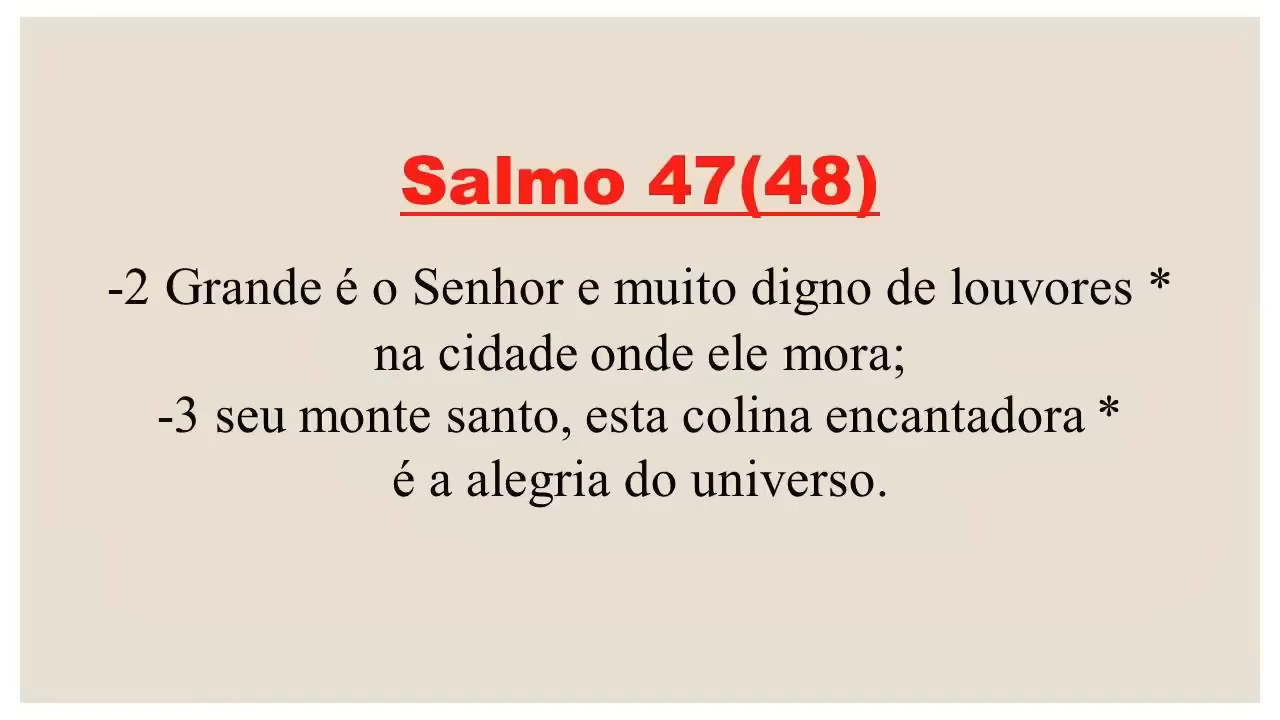 Salmo 47(48)
-2 Grande é o Senhor e muito digno de louvores *
na cidade onde ele mora;
-3 seu monte santo, esta colina encantadora *
é a alegria do universo.